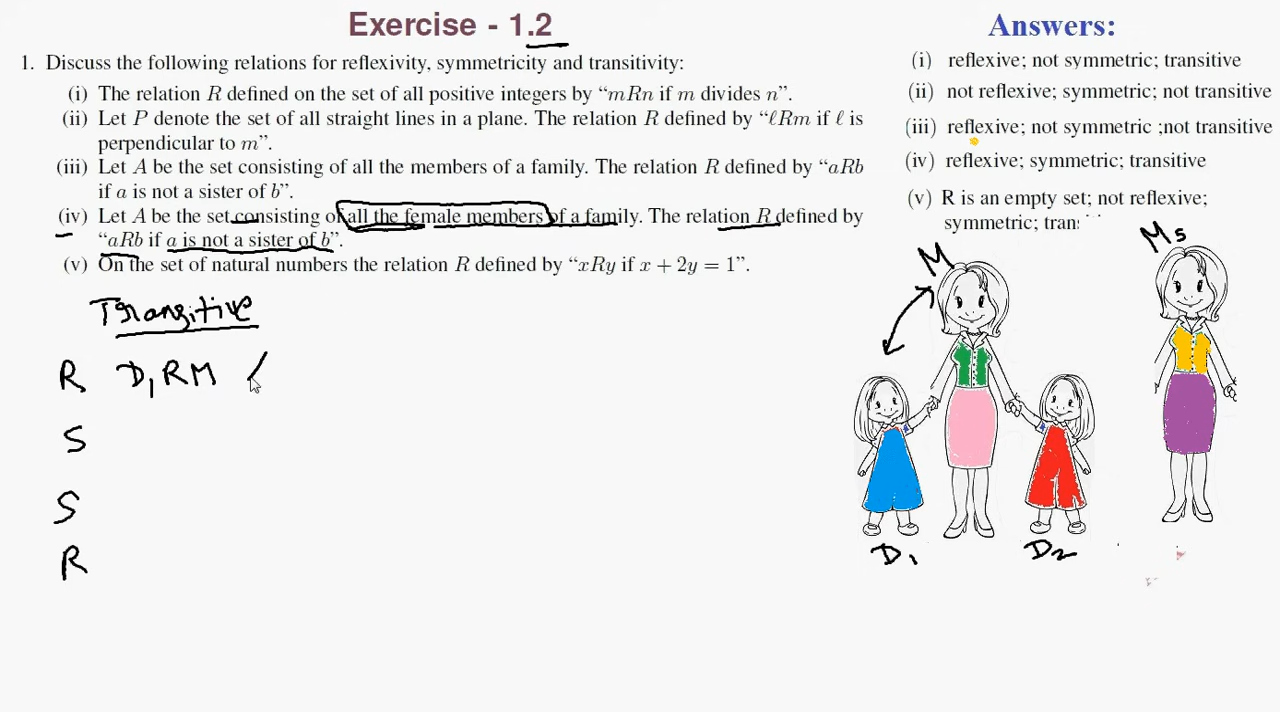 Exercise - 1.2
1. Discuss the following relations for reflexivity, symmetricity and transitivity:
(i) The relation R defined on the set of all positive integers by “mRn if m divides n”.
(ii) Let P denote the set of all straight lines in a plane. The relation R defined by “ℓRm if ℓ is
perpendicular to m”.
(iii) Let A be the set consisting of all the members of a family. The relation R defined by “aRb
if a is not a sister of b”.
(iv) Let A be the set consisting of all the female members of a family. The relation R defined by
“aRb if a is not a sister of b”.
(v) On the set of natural numbers the relation R defined by “xRy if x + 2y = 1”.
Answers:
(i) reflexive; not symmetric; transitive
(ii) not reflexive; symmetric; not transitive
(iii) reflexive; not symmetric ;not transitive
(iv) reflexive; symmetric; transitive
(v) R is an empty set; not reflexive;
symmetric;
Transitive
R D1RM
S
S
R
M
Ms
D1
D2